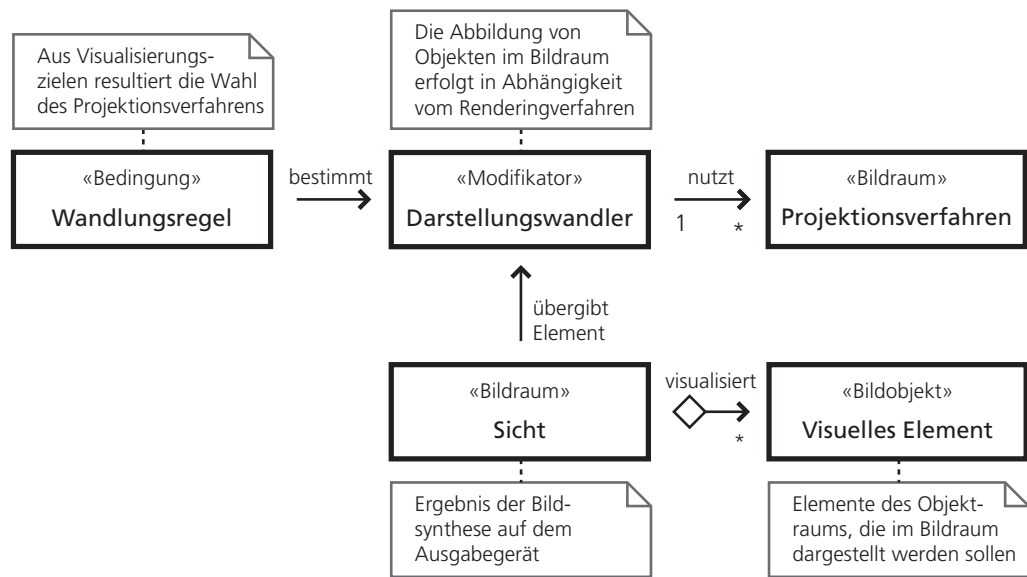 Aus Visualisierungs-
zielen resultiert die Wahl
des Projektionsverfahrens
Die Abbildung von
Objekten im Bildraum
erfolgt in Abhängigkeit
vom Renderingverfahren
«Bedingung»
Wandlungsregel
bestimmt
«Modifikator»
Darstellungswandler
nutzt
1
*
«Bildraum»
Projektionsverfahren
übergibt
Element
«Bildraum»
Sicht
visualisiert
*
«Bildobjekt»
Visuelles Element
Ergebnis der Bild-
synthese auf dem
Ausgabegerät
Elemente des Objekt-
raums, die im Bildraum
dargestellt werden sollen